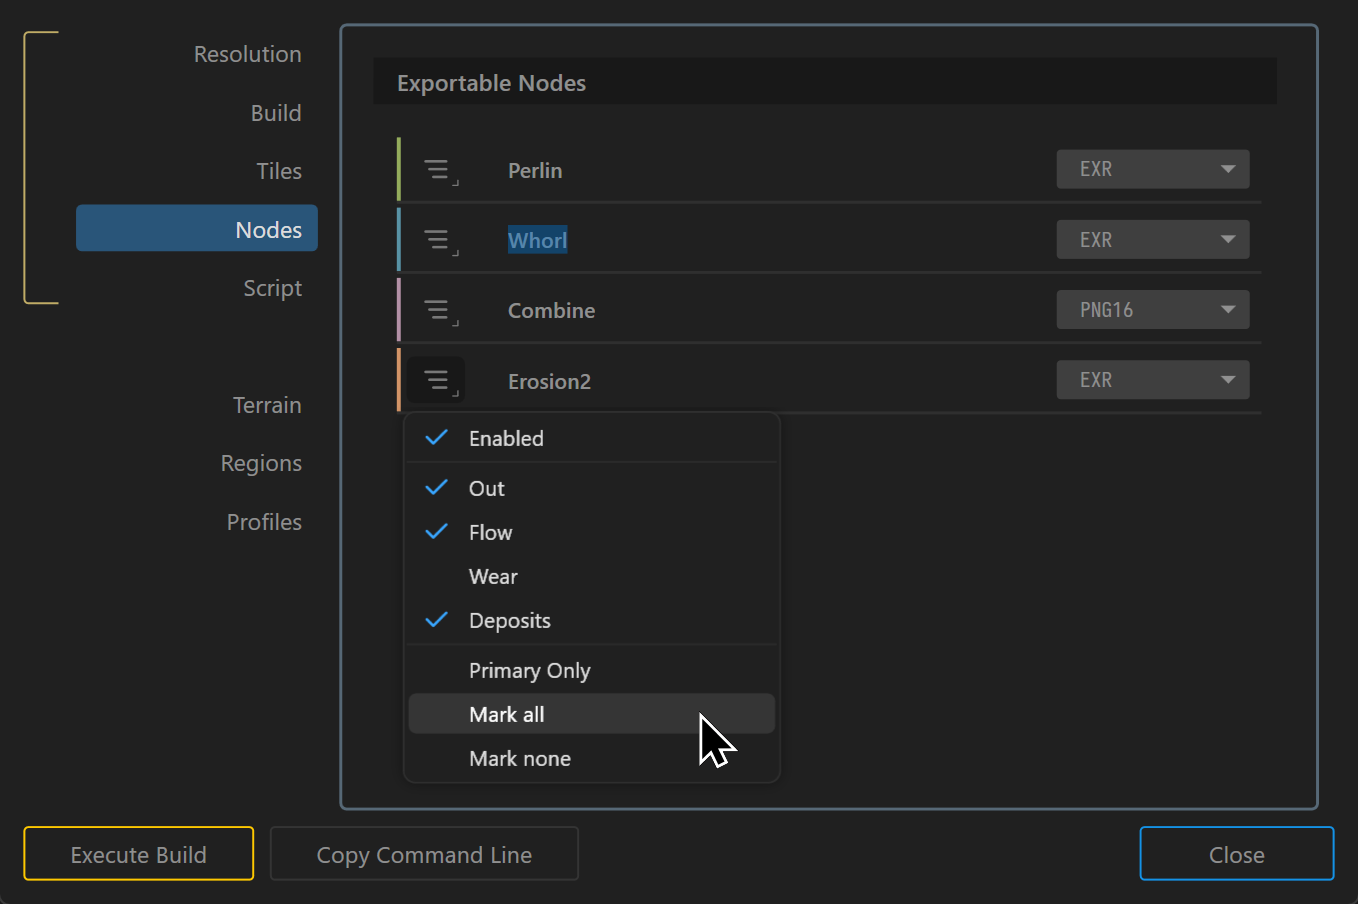 Resolution
Build
Tiles
Nodes
Script
Terrain
Regions
Profiles
Exportable Nodes
Perlin EXR
Whorl EXR
Combine PNG16
Erosion2 EXR
Enabled
Out
Flow
Wear
Deposits
Primary Only
Mark all
Mark none
Execute Build Copy Command Line Close